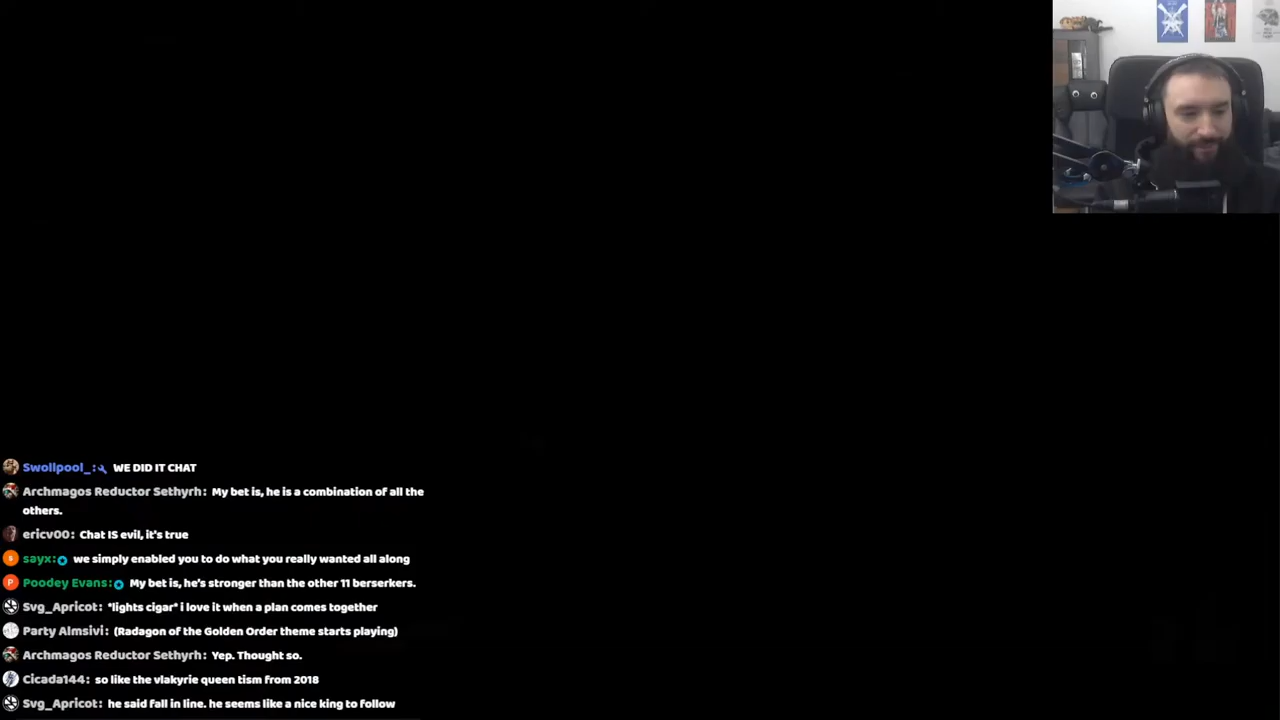 Swollpool_: WE DID IT CHAT
Archmagos Reductor Sethyrh: My bet is, he is a combination of all the
others.
ericv00: Chat IS evil, it's true
sayx: we simply enabled you to do what you really wanted all along
Poodey Evans: My bet is, he's stronger than the other 11 berserkers.
Svg_Apricot: *lights cigar* i love it when a plan comes together
Party Almsivi: (Radagon of the Golden Order theme starts playing)
Archmagos Reductor Sethyrh: Yep. Thought so.
Cicada144: so like the vlakyrie queen tism from 2018
Svg_Apricot: he said fall in line. he seems like a nice king to follow